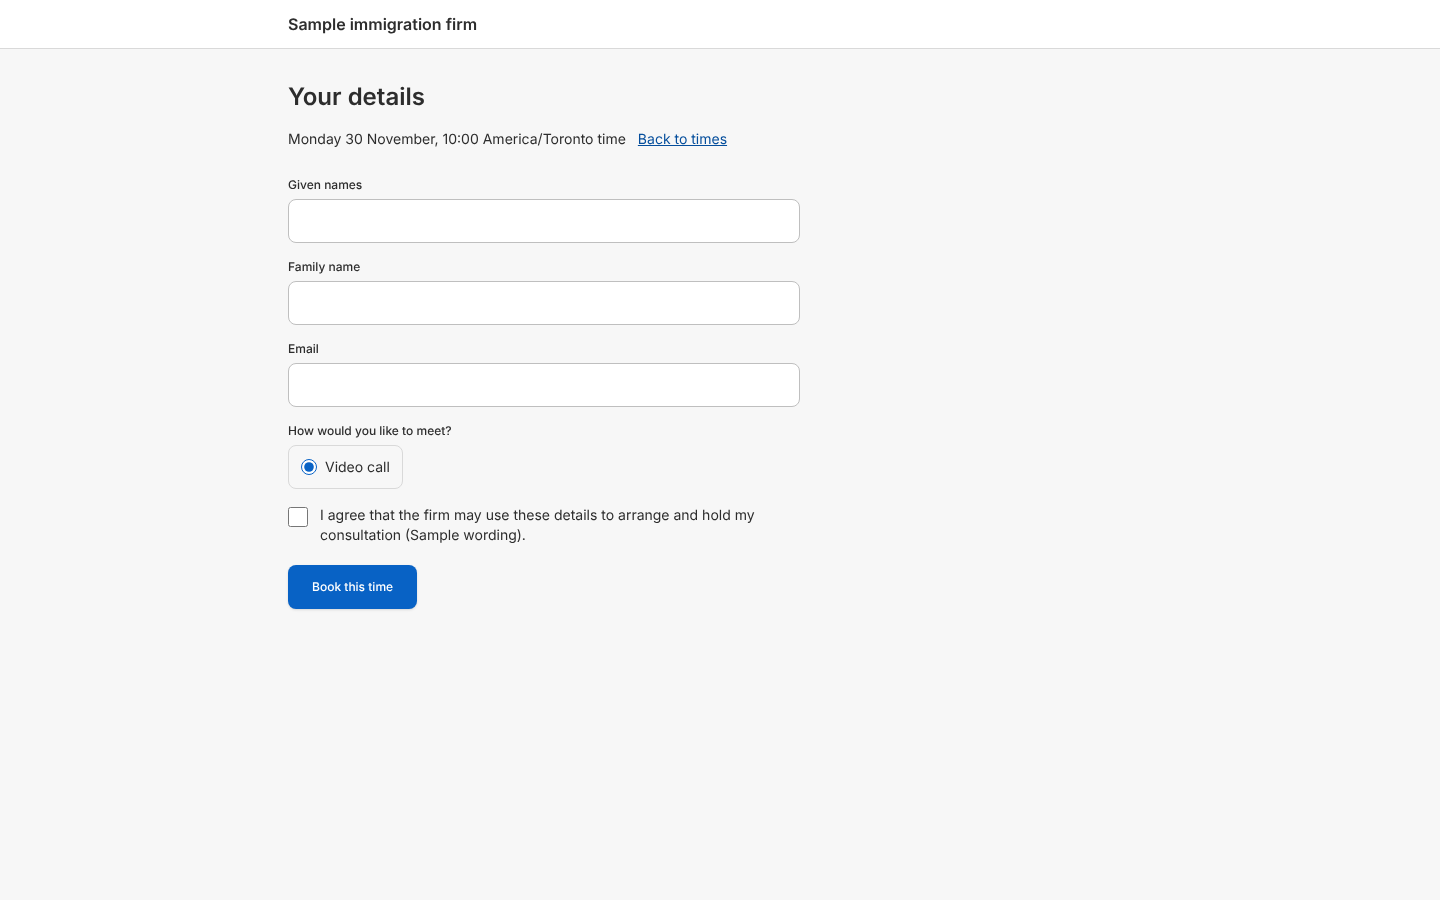 Sample immigration firm
Your details
Monday 30 November, 10:00 America/Toronto time Back to times
Given names
Family name
Email
How would you like to meet?
Video call
I agree that the firm may use these details to arrange and hold my
consultation (Sample wording).
Book this time